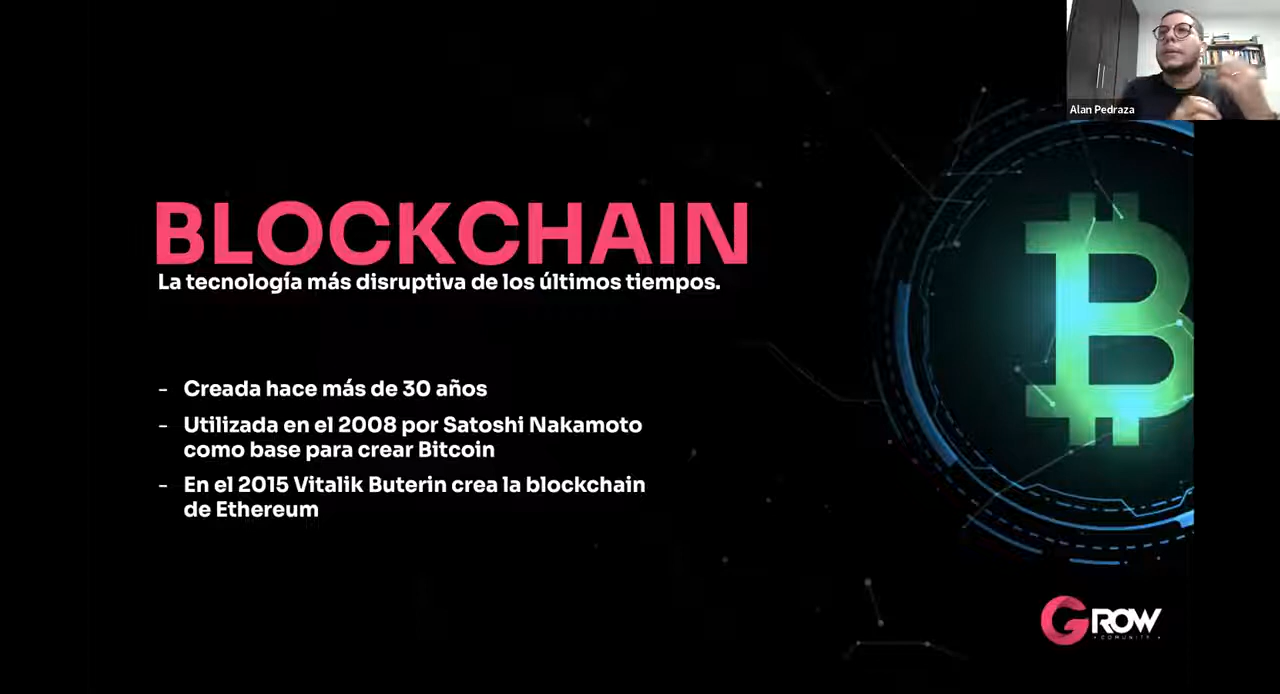 Alan Pedraza
BLOCKCHAIN
La tecnología más disruptiva de los últimos tiempos.
- Creada hace más de 30 años
- Utilizada en el 2008 por Satoshi Nakamoto
como base para crear Bitcoin
- En el 2015 Vitalik Buterin crea la blockchain
de Ethereum
GROW
COMUNITY